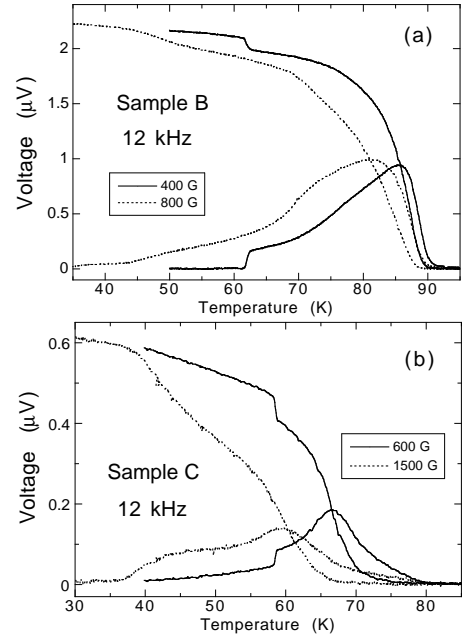 (a)
2
1.5
1
0.5
0
Voltage (μV)
Sample B
12 kHz
400 G
800 G
40 50 60 70 80 90
Temperature (K)
(b)
0.6
0.4
0.2
0.0
Voltage (μV)
600 G
1500 G
Sample C
12 kHz
30 40 50 60 70 80
Temperature (K)